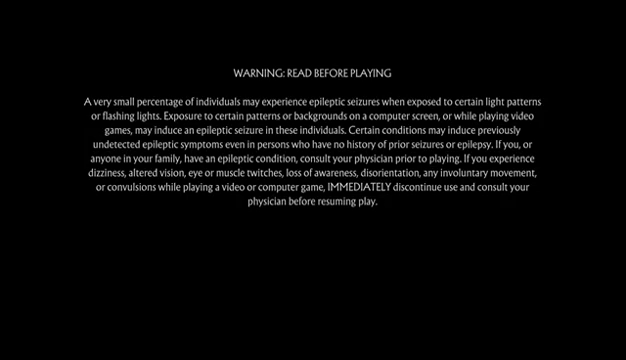 WARNING: READ BEFORE PLAYING
A very small percentage of individuals may experience epileptic seizures when exposed to certain light patterns
or flashing lights. Exposure to certain patterns or backgrounds on a computer screen, or while playing video
games, may induce an epileptic seizure in these individuals. Certain conditions may induce previously
undetected epileptic symptoms even in persons who have no history of prior seizures or epilepsy. If you, or
anyone in your family, have an epileptic condition, consult your physician prior to playing. If you experience
dizziness, altered vision, eye or muscle twitches, loss of awareness, disorientation, any involuntary movement,
or convulsions while playing a video or computer game, IMMEDIATELY discontinue use and consult your
physician before resuming play.